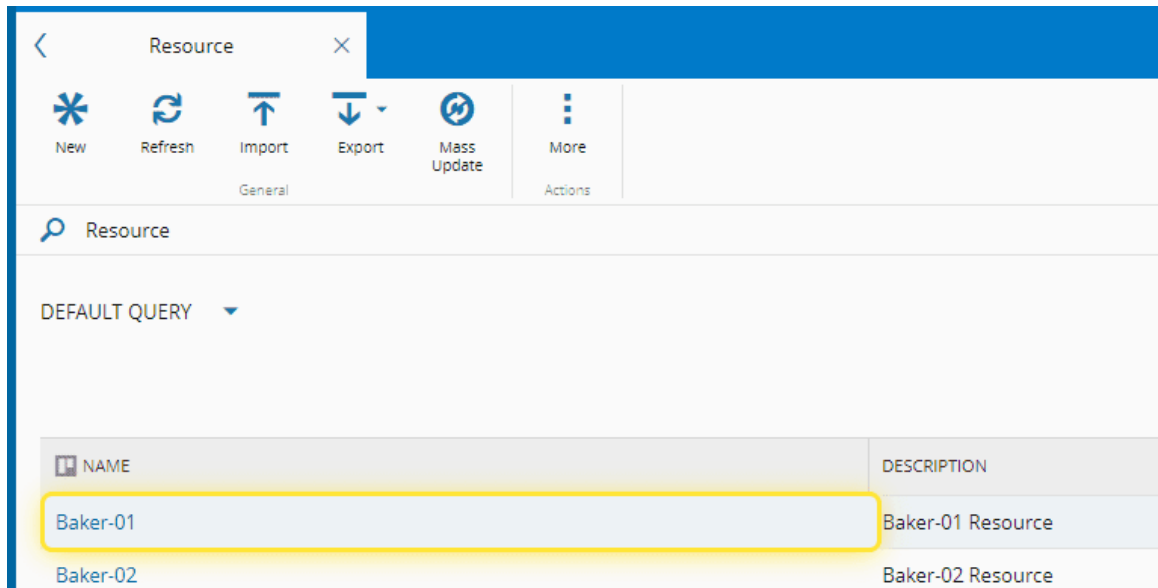 Resource
New Refresh Import Export Mass Update More
General Actions
Resource
DEFAULT QUERY
NAME DESCRIPTION
Baker-01 Baker-01 Resource
Baker-02 Baker-02 Resource